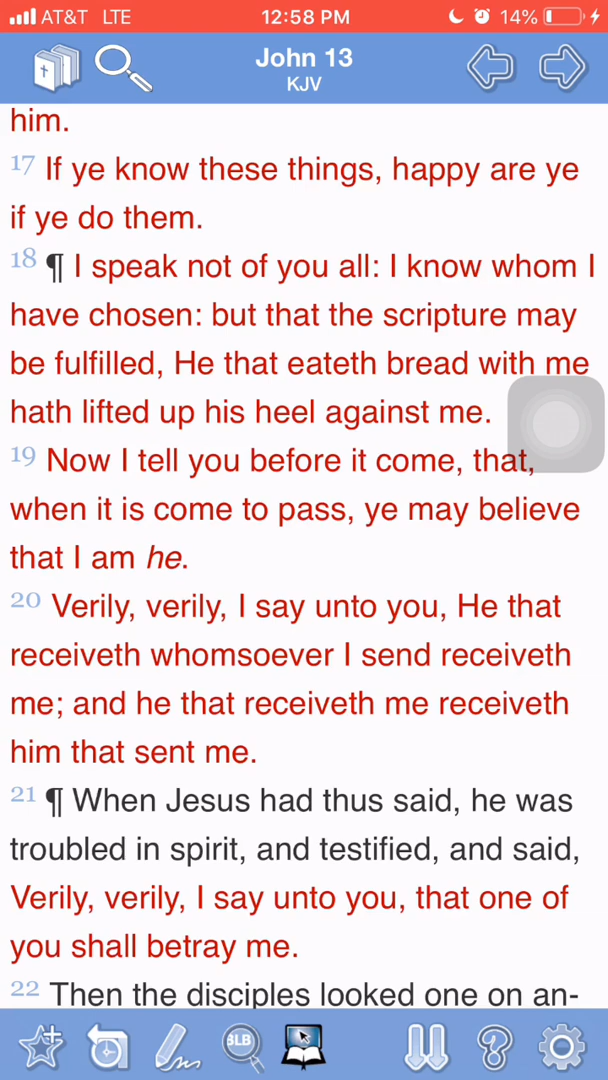 AT&T LTE 12:58 PM 14%
John 13
KJV
him.
17 If ye know these things, happy are ye
if ye do them.
18 ¶ I speak not of you all: I know whom I
have chosen: but that the scripture may
be fulfilled, He that eateth bread with me
hath lifted up his heel against me.
19 Now I tell you before it come, that,
when it is come to pass, ye may believe
that I am he.
20 Verily, verily, I say unto you, He that
receiveth whomsoever I send receiveth
me; and he that receiveth me receiveth
him that sent me.
21 ¶ When Jesus had thus said, he was
troubled in spirit, and testified, and said,
Verily, verily, I say unto you, that one of
you shall betray me.
22 Then the disciples looked one on an-
BLB